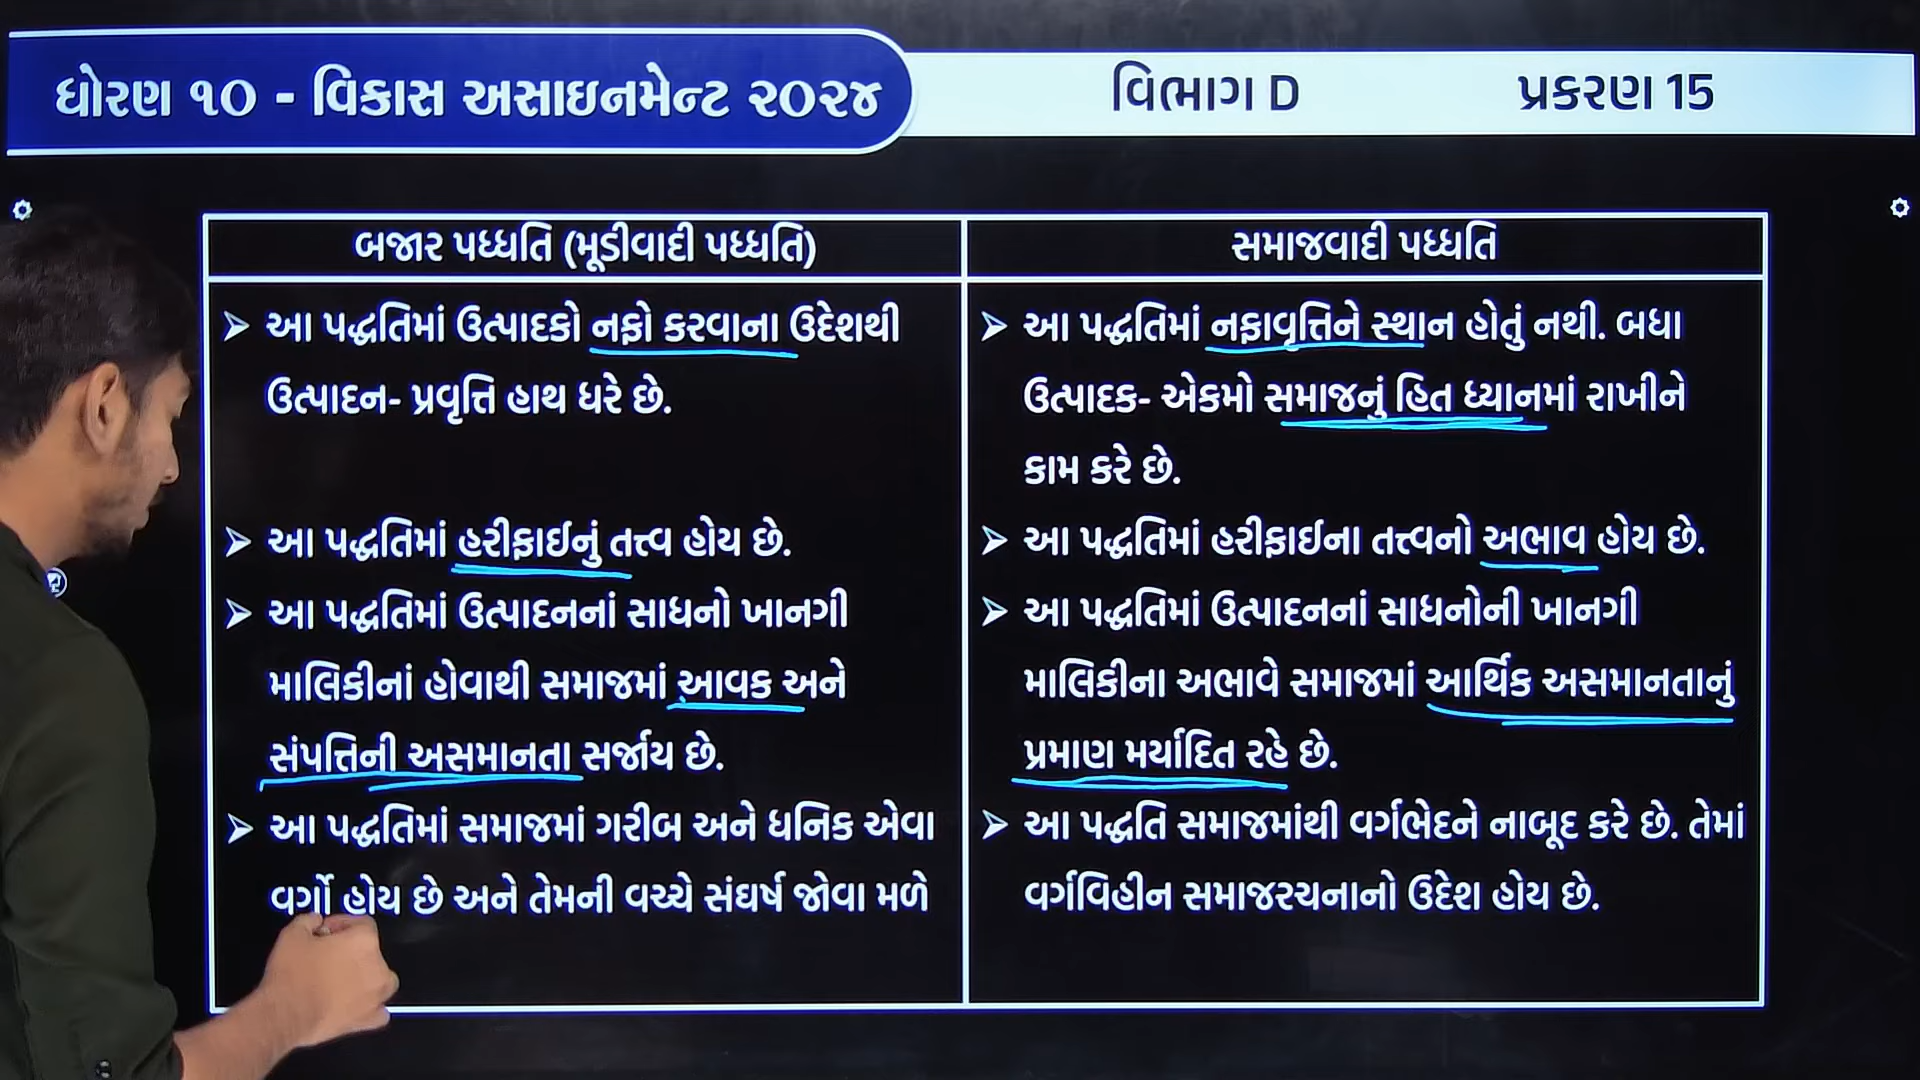 ધોરણ ૧૦ - વિકાસ અસાઇનમેન્ટ ૨૦૨૪
વિભાગ D
પ્રકરણ 15
બજાર પધ્ધતિ (મૂડીવાદી પધ્ધતિ)
આ પદ્ધતિમાં ઉત્પાદકો નફો કરવાના ઉદેશથી
ઉત્પાદન- પ્રવૃત્તિ હાથ ધરે છે.
આ પદ્ધતિમાં હરીફાઈનું તત્ત્વ હોય છે.
આ પદ્ધતિમાં ઉત્પાદનનાં સાધનો ખાનગી
માલિકીનાં હોવાથી સમાજમાં આવક અને
સંપત્તિની અસમાનતા સર્જાય છે.
આ પદ્ધતિમાં સમાજમાં ગરીબ અને ધનિક એવા
વર્ગો હોય છે અને તેમની વચ્ચે સંઘર્ષ જોવા મળે
સમાજવાદી પધ્ધતિ
આ પદ્ધતિમાં નફાવૃત્તિને સ્થાન હોતું નથી. બધા
ઉત્પાદક- એકમો સમાજનું હિત ધ્યાનમાં રાખીને
કામ કરે છે.
આ પદ્ધતિમાં હરીફાઈના તત્ત્વનો અભાવ હોય છે.
આ પદ્ધતિમાં ઉત્પાદનનાં સાધનોની ખાનગી
માલિકીના અભાવે સમાજમાં આર્થિક અસમાનતાનું
પ્રમાણ મર્યાદિત રહે છે.
આ પદ્ધતિ સમાજમાંથી વર્ગભેદને નાબૂદ કરે છે. તેમાં
વર્ગવિહીન સમાજરચનાનો ઉદેશ હોય છે.